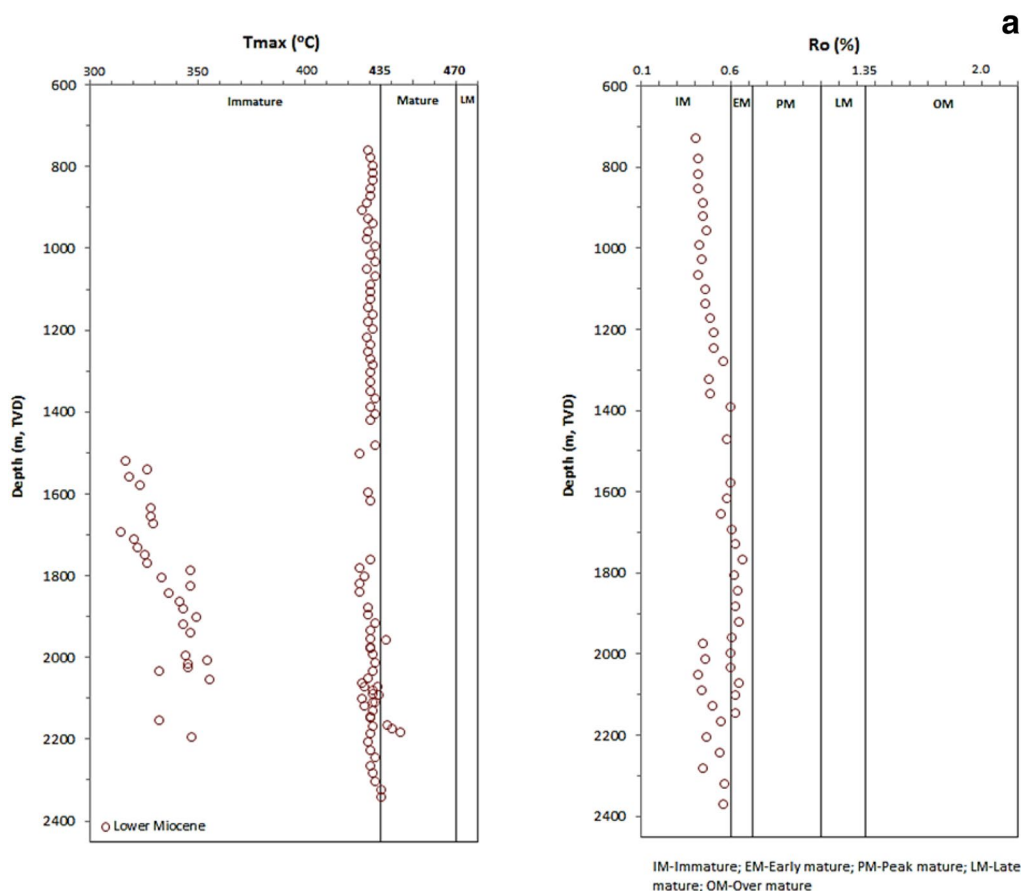 a
Tmax (°C)
300 350 400 435 470
Immature Mature LM
600
800
1000
1200
1400
1600
1800
2000
2200
2400
Depth (m, TVD)
Lower Miocene
Ro (%)
0.1 0.6 1.35 2.0
IM EM PM LM OM
600
800
1000
1200
1400
1600
1800
2000
2200
2400
Depth (m, TVD)
IM-Immature; EM-Early mature; PM-Peak mature; LM-Late
mature; OM-Over mature